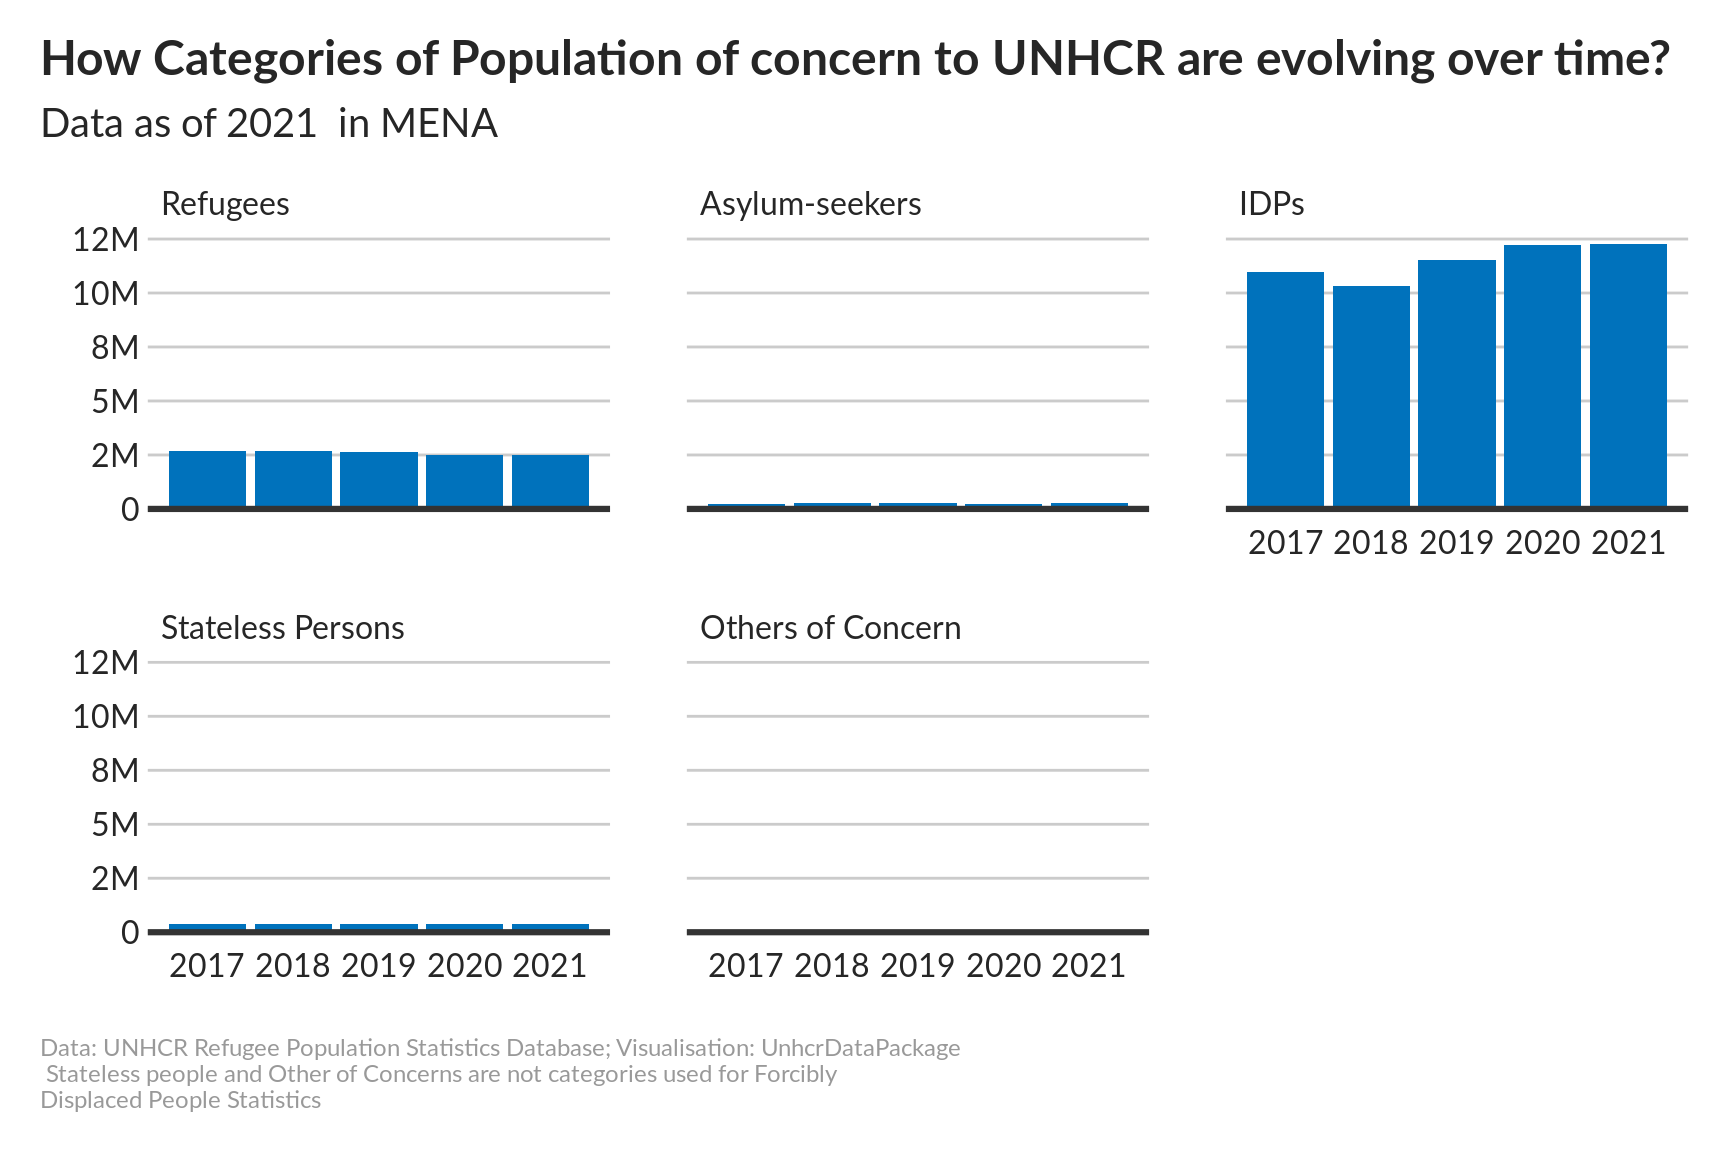 How Categories of Population of concern to UNHCR are evolving over time?
Data as of 2021  in MENA
Refugees
Asylum-seekers
IDPs
12M
10M
8M
5M
2M
0
2017 2018 2019 2020 2021
Stateless Persons
Others of Concern
12M
10M
8M
5M
2M
0
2017 2018 2019 2020 2021
2017 2018 2019 2020 2021
Data: UNHCR Refugee Population Statistics Database; Visualisation: UnhcrDataPackage
Stateless people and Other of Concerns are not categories used for Forcibly
Displaced People Statistics